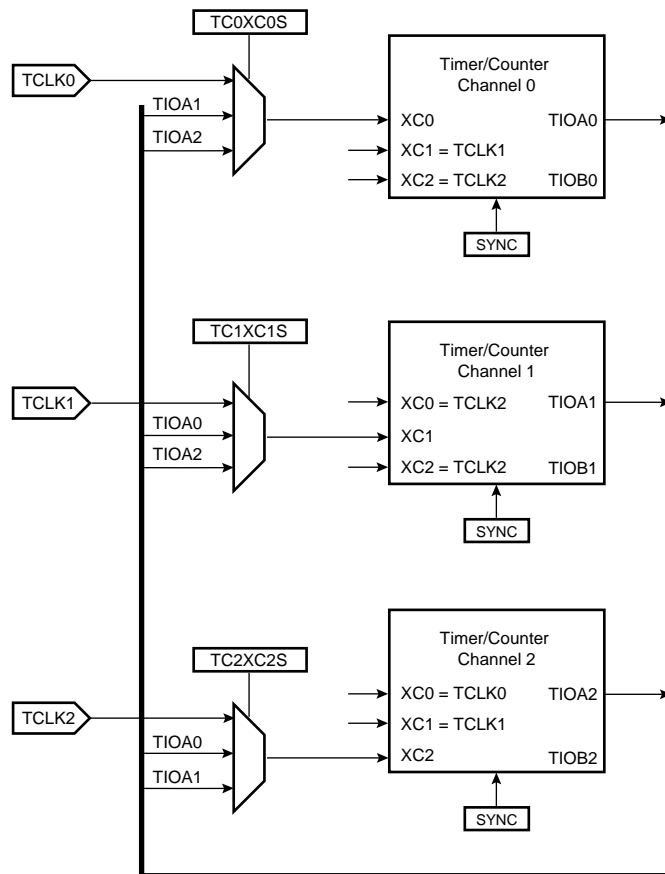 TC0XC0S
TCLK0
TIOA1
TIOA2
Timer/Counter
Channel 0
XC0
TIOA0
XC1 = TCLK1
XC2 = TCLK2
TIOB0
SYNC
TC1XC1S
TCLK1
TIOA0
TIOA2
Timer/Counter
Channel 1
XC0 = TCLK2
TIOA1
XC1
XC2 = TCLK2
TIOB1
SYNC
TC2XC2S
TCLK2
TIOA0
TIOA1
Timer/Counter
Channel 2
XC0 = TCLK0
TIOA2
XC1 = TCLK1
XC2
TIOB2
SYNC